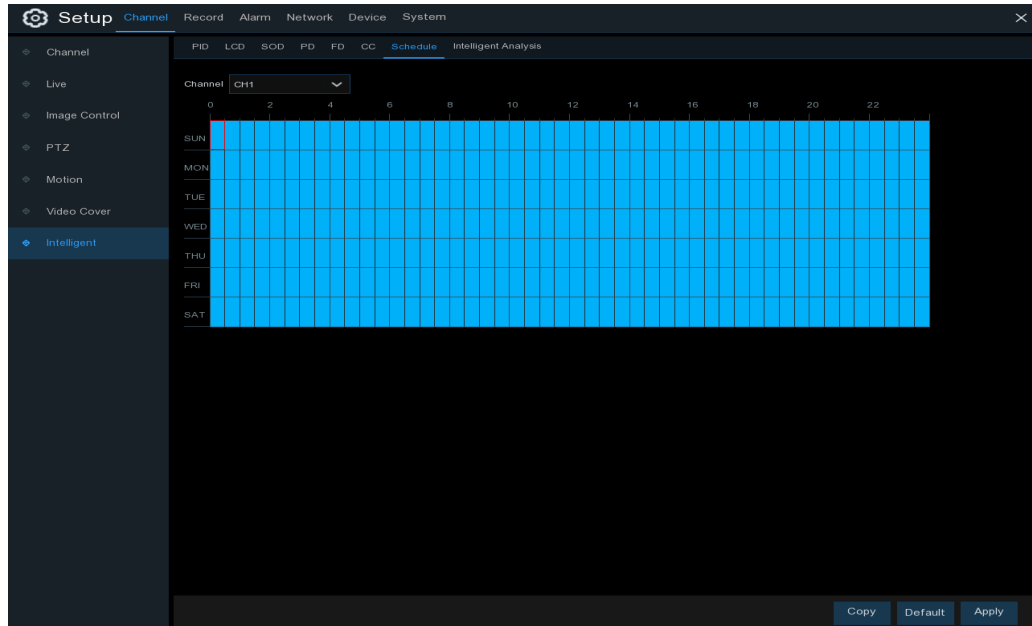 Setup Channel Record Alarm Network Device System
Channel
Live
Image Control
PTZ
Motion
Video Cover
Intelligent
PID LCD SOD PD FD CC Schedule Intelligent Analysis
Channel CH1
0 2 4 6 8 10 12 14 16 18 20 22
SUN
MON
TUE
WED
THU
FRI
SAT
Copy Default Apply